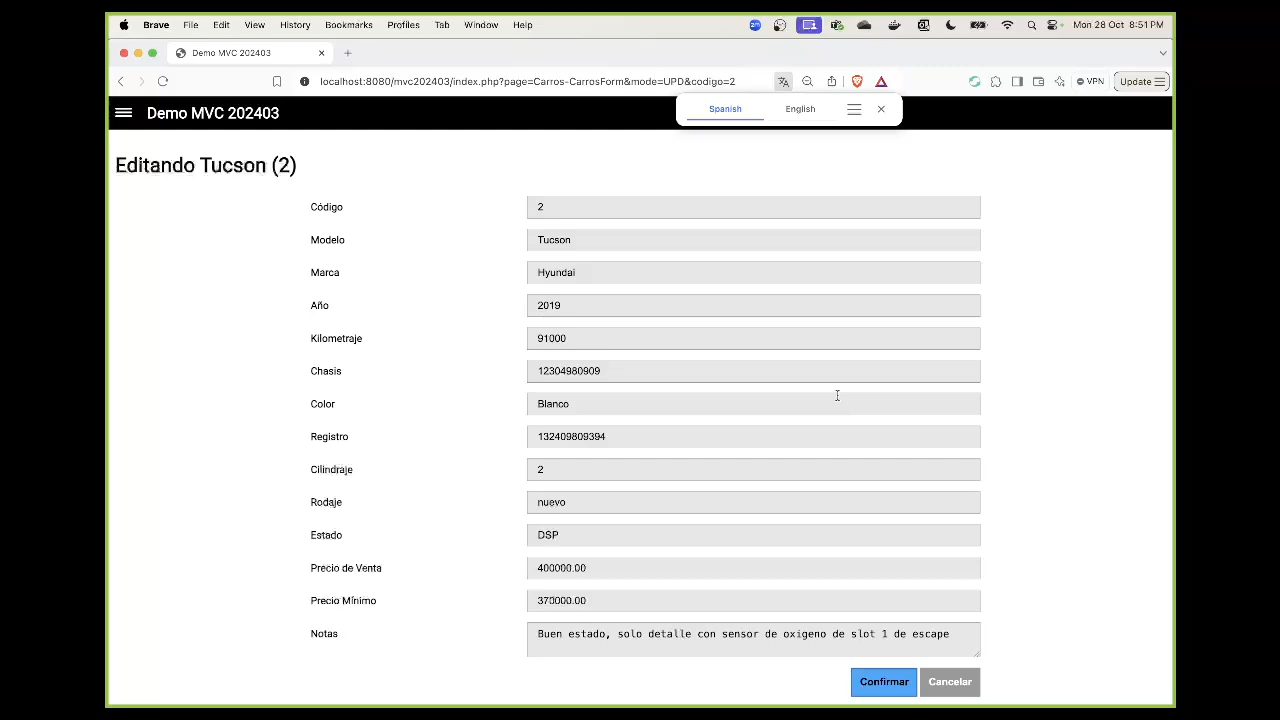 Brave File Edit View History Bookmarks Profiles Tab Window Help Mon 28 Oct 8:51 PM
Demo MVC 202403
localhost:8080/mvc202403/index.php?page=Carros-CarrosForm&mode=UPD&codigo=2 VPN Update
Demo MVC 202403
Spanish English
Editando Tucson (2)
Código 2
Modelo Tucson
Marca Hyundai
Año 2019
Kilometraje 91000
Chasis 12304980909
Color Blanco
Registro 132409809394
Cilindraje 2
Rodaje nuevo
Estado DSP
Precio de Venta 400000.00
Precio Mínimo 370000.00
Notas Buen estado, solo detalle con sensor de oxigeno de slot 1 de escape
Confirmar Cancelar